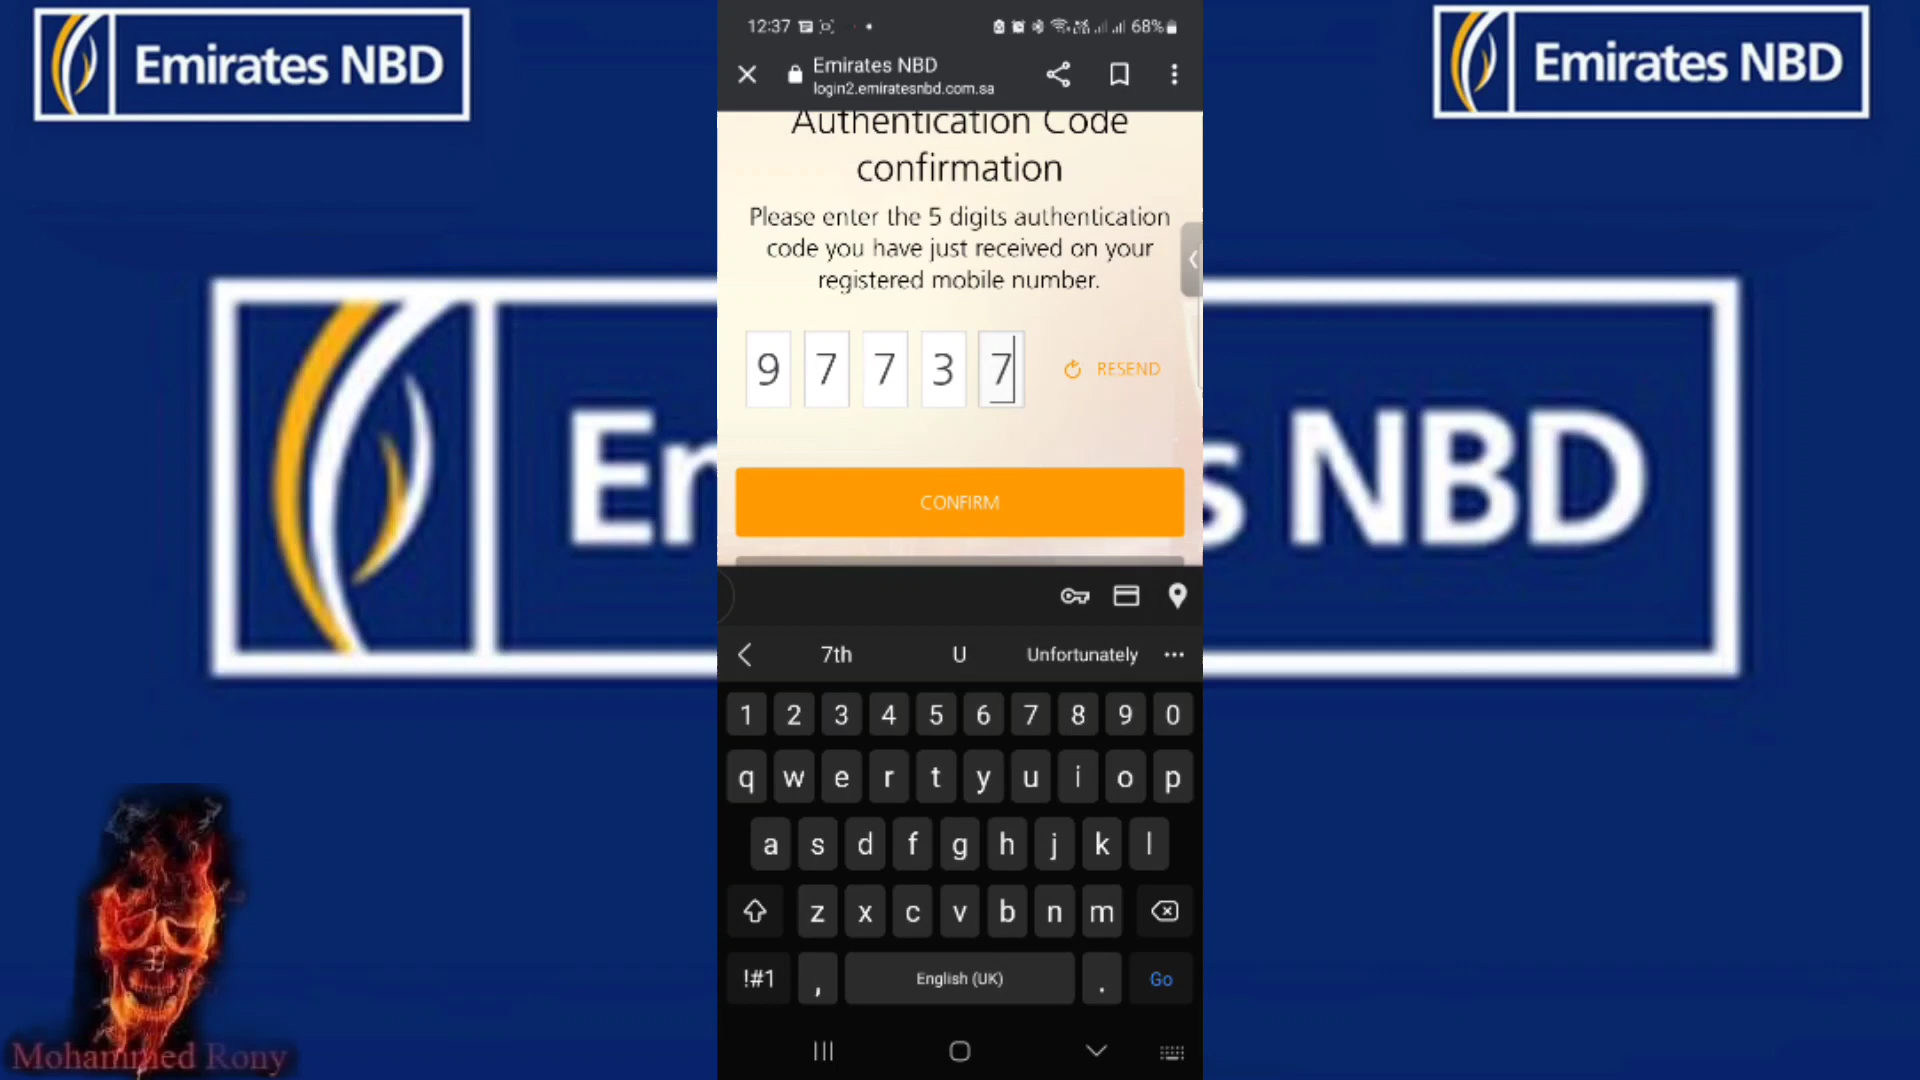 Emirates NBD
Emirates NBD
12:37
68%
Emirates NBD
login2.emiratesnbd.com.sa
Authentication Code
confirmation
Please enter the 5 digits authentication
code you have just received on your
registered mobile number.
9 7 7 3 7
RESEND
CONFIRM
Er s NBD
7th U Unfortunately
1 2 3 4 5 6 7 8 9 0
q w e r t y u i o p
a s d f g h j k l
z x c v b n m
!#1 , English (UK) . Go
Mohammed Rony